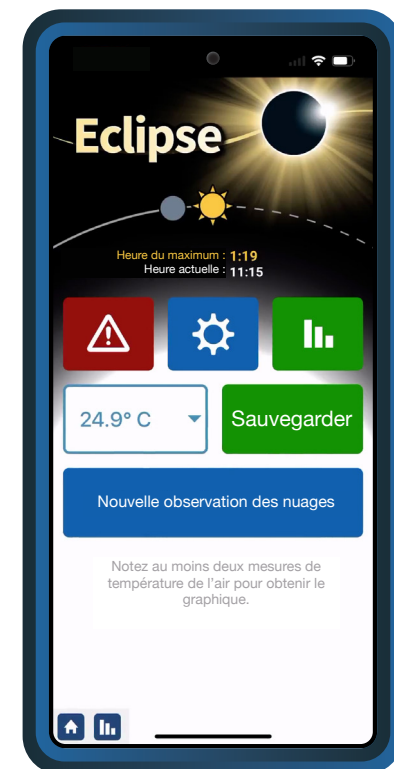 Eclipse
Heure du maximum : 1:19
Heure actuelle : 11:15
24.9° C
Sauvegarder
Nouvelle observation des nuages
Notez au moins deux mesures de
température de l'air pour obtenir le
graphique.